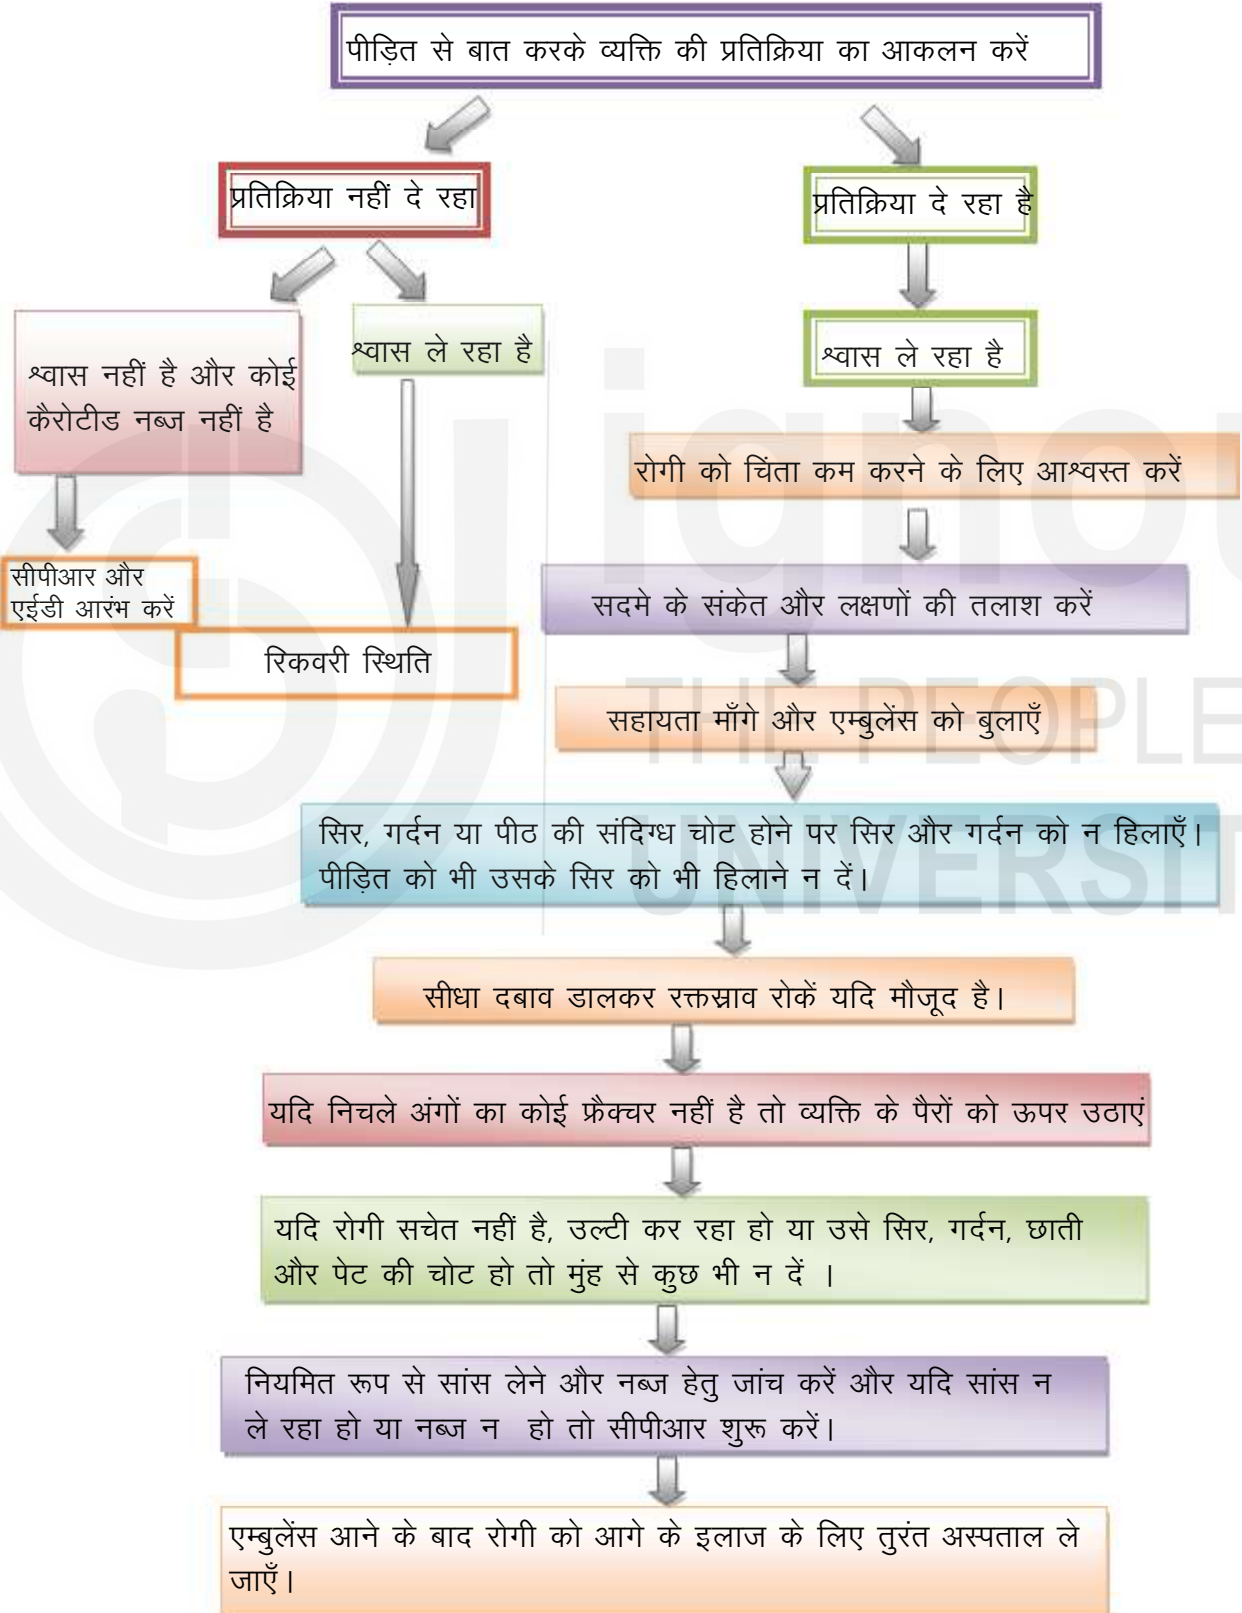 पीड़ित से बात करके व्यक्ति की प्रतिक्रिया का आकलन करें
प्रतिक्रिया नहीं दे रहा
प्रतिक्रिया दे रहा है
श्वास नहीं है और कोई
कैरोटीड नब्ज नहीं है
श्वास ले रहा है
श्वास ले रहा है
रोगी को चिंता कम करने के लिए आश्वस्त करें
सीपीआर और
एईडी आरंभ करें
रिकवरी स्थिति
सदमे के संकेत और लक्षणों की तलाश करें
सहायता माँगे और एम्बुलेंस को बुलाएँ
सिर, गर्दन या पीठ की संदिग्ध चोट होने पर सिर और गर्दन को न हिलाएँ।
पीड़ित को भी उसके सिर को भी हिलाने न दें।
सीधा दबाव डालकर रक्तस्राव रोकें यदि मौजूद है।
यदि निचले अंगों का कोई फ्रैक्चर नहीं है तो व्यक्ति के पैरों को ऊपर उठाएं
यदि रोगी सचेत नहीं है, उल्टी कर रहा हो या उसे सिर, गर्दन, छाती
और पेट की चोट हो तो मुंह से कुछ भी न दें ।
नियमित रूप से सांस लेने और नब्ज हेतु जांच करें और यदि सांस न
ले रहा हो या नब्ज न हो तो सीपीआर शुरू करें।
एम्बुलेंस आने के बाद रोगी को आगे के इलाज के लिए तुरंत अस्पताल ले
जाएँ।
ignou
THE PEOPLE
UNIVERSIT